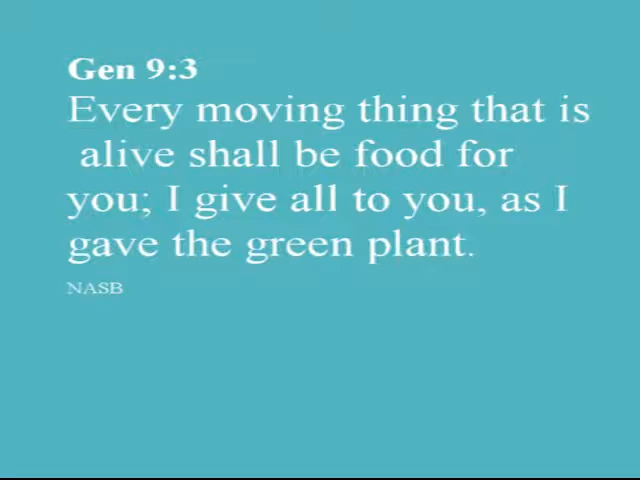 Gen 9:3
Every moving thing that is
alive shall be food for
you; I give all to you, as I
gave the green plant.
NASB